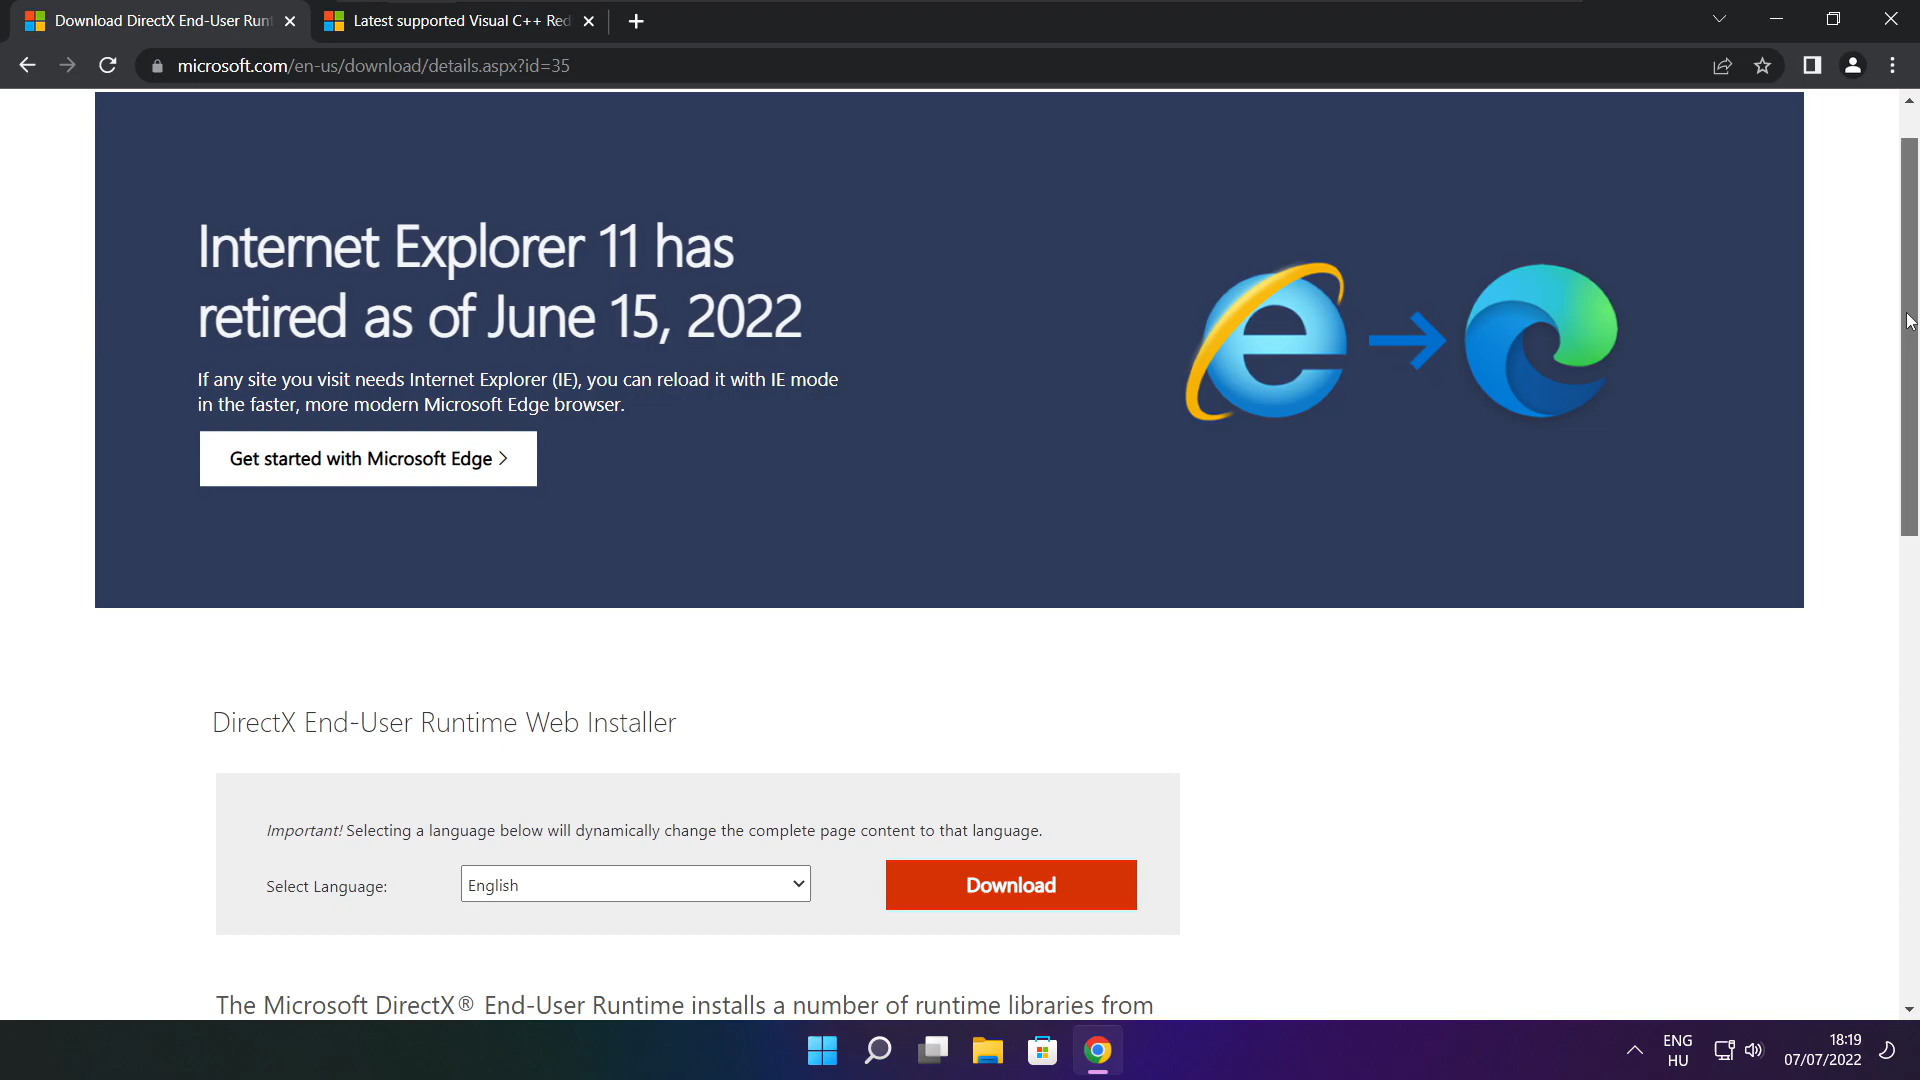 Download DirectX End-User Runt
Latest supported Visual C++ Red
microsoft.com/en-us/download/details.aspx?id=35
Internet Explorer 11 has
retired as of June 15, 2022
If any site you visit needs Internet Explorer (IE), you can reload it with IE mode
in the faster, more modern Microsoft Edge browser.
Get started with Microsoft Edge >
DirectX End-User Runtime Web Installer
Important! Selecting a language below will dynamically change the complete page content to that language.
Select Language:
English
Download
The Microsoft DirectX® End-User Runtime installs a number of runtime libraries from
ENG
HU
18:19
07/07/2022